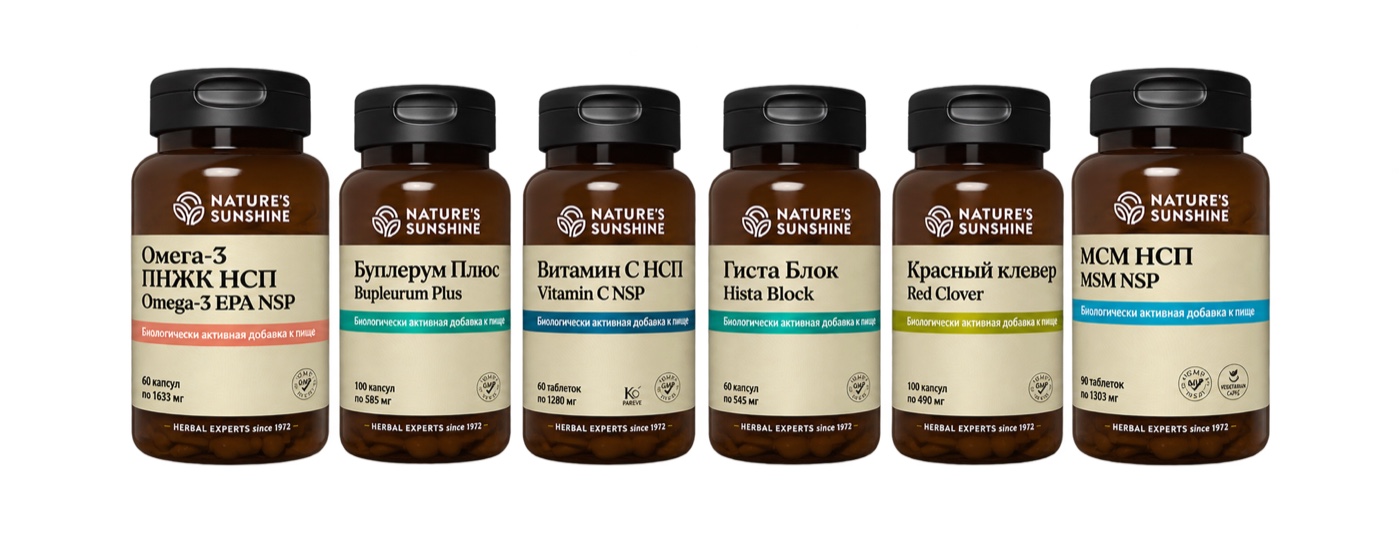 NATURE'S
SUNSHINE
Омега-3
ПНЖК НСП
Omega-3 EPA NSP
Биологически активная добавка к пище
60 капсул
по 1633 мг
GMP
HERBAL EXPERTS since 1972
NATURE'S
SUNSHINE
Буплерум Плюс
Bupleurum Plus
Биологически активная добавка к пище
100 капсул
по 585 мг
GMP
HERBAL EXPERTS since 1972
NATURE'S
SUNSHINE
Витамин С НСП
Vitamin C NSP
Биологически активная добавка к пище
60 таблеток
по 1280 мг
KO
PAREVE
GMP
HERBAL EXPERTS since 1972
NATURE'S
SUNSHINE
Гиста Блок
Hista Block
Биологически активная добавка к пище
60 капсул
по 545 мг
GMP
HERBAL EXPERTS since 1972
NATURE'S
SUNSHINE
Красный клевер
Red Clover
Биологически активная добавка к пище
100 капсул
по 490 мг
GMP
HERBAL EXPERTS since 1972
NATURE'S
SUNSHINE
МСМ НСП
MSM NSP
Биологически активная добавка к пище
90 таблеток
по 1303 мг
VEGETARIAN
HERBAL EXPERTS since 1972